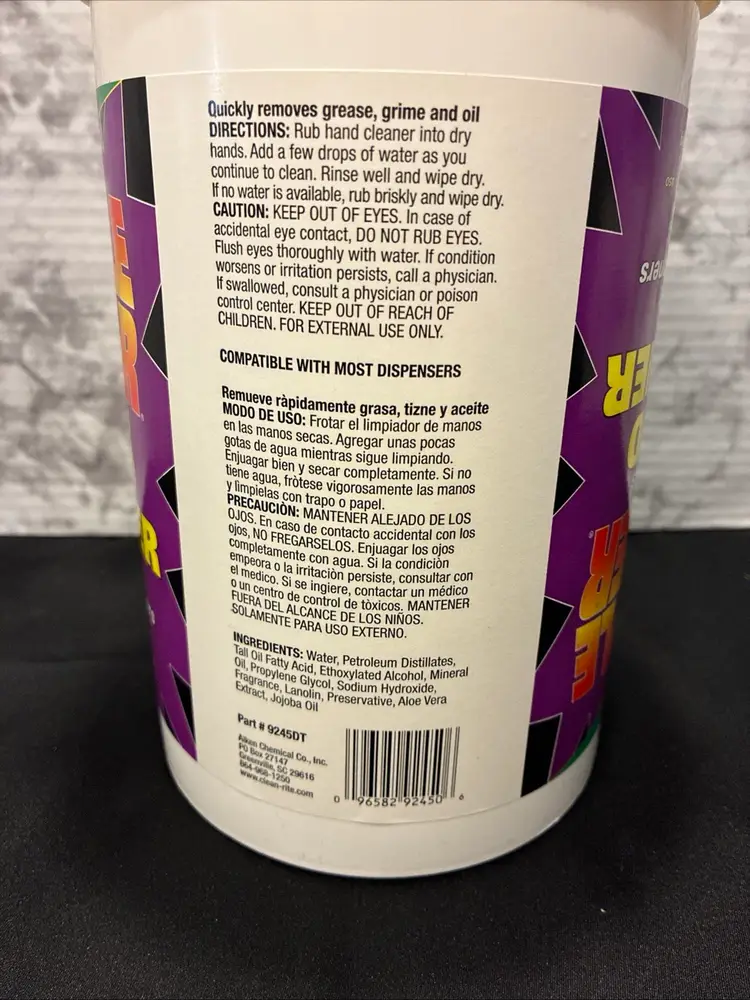 Quickly removes grease, grime and oil
DIRECTIONS: Rub hand cleaner into dry
hands. Add a few drops of water as you
continue to clean. Rinse well and wipe dry.
If no water is available, rub briskly and wipe dry.
CAUTION: KEEP OUT OF EYES. In case of
accidental eye contact, DO NOT RUB EYES.
Flush eyes thoroughly with water. If condition
worsens or irritation persists, call a physician.
If swallowed, consult a physician or poison
control center. KEEP OUT OF REACH OF
CHILDREN. FOR EXTERNAL USE ONLY.
COMPATIBLE WITH MOST DISPENSERS
Remueve ràpidamente grasa, tizne y aceite
MODO DE USO: Frotar el limpiador de manos
en las manos secas. Agregar unas pocas
gotas de agua mientras sigue limpiando.
Enjuagar bien y secar completamente. Si no
tiene agua, fròtese vigorosamente las manos
y limpielas con trapo o papel.
PRECAUCIÒN: MANTENER ALEJADO DE LOS
OJOS. En caso de contacto accidental con los
ojos, NO FREGARSELOS. Enjuagar los ojos
completamente con agua. Si la condiciòn
empeora o la irritaciòn persiste, consultar con
el medico. Si se ingiere, contactar un médico
o un centro de control de tòxicos. MANTENER
FUERA DEL ALCANCE DE LOS NIÑOS.
SOLAMENTE PARA USO EXTERNO.
INGREDIENTS: Water, Petroleum Distillates,
Tall Oil Fatty Acid, Ethoxylated Alcohol, Mineral
Oil, Propylene Glycol, Sodium Hydroxide,
Fragrance, Lanolin, Preservative, Aloe Vera
Extract, Jojoba Oil
Part # 9245DT
Aiken Chemical Co., Inc.
PO Box 27147
Greenville, SC 29616
864-968-1250
www.clean-rite.com
0 96582 92450 6